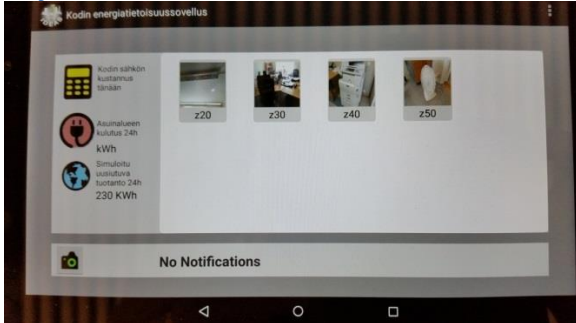 Kodin energiatietoisuussovellus
Kodin sähkön
kustannus
tänään
Asuinalueen
kulutus 24h
kWh
Simuloitu
uusiutuva
tuotanto 24h
230 KWh
z20
z30
z40
z50
No Notifications